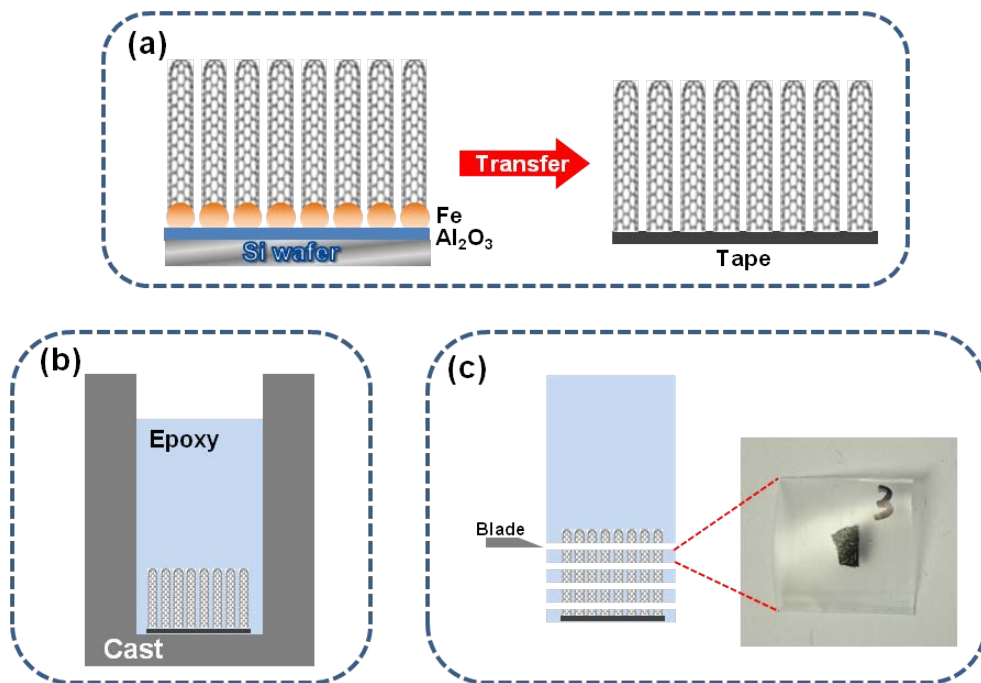 (a)
Transfer
Fe
Al₂O₃
Si wafer
Tape
(b)
Epoxy
Cast
(c)
Blade
3